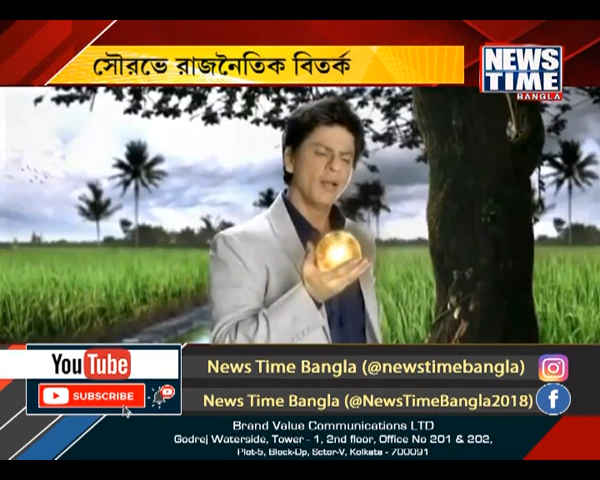 সৌরভে রাজনৈতিক বিতর্ক
NEWS
TIME
BANGLA
YouTube
SUBSCRIBE
News Time Bangla (@newstimebangla)
News Time Bangla (@NewsTimeBangla2018)
Brand Value Communications LTD
Godrej Waterside, Tower - 1, 2nd floor, Office No 201 & 202,
Plot-5, Block-Dp, Sctor-V, Kolkata - 700091